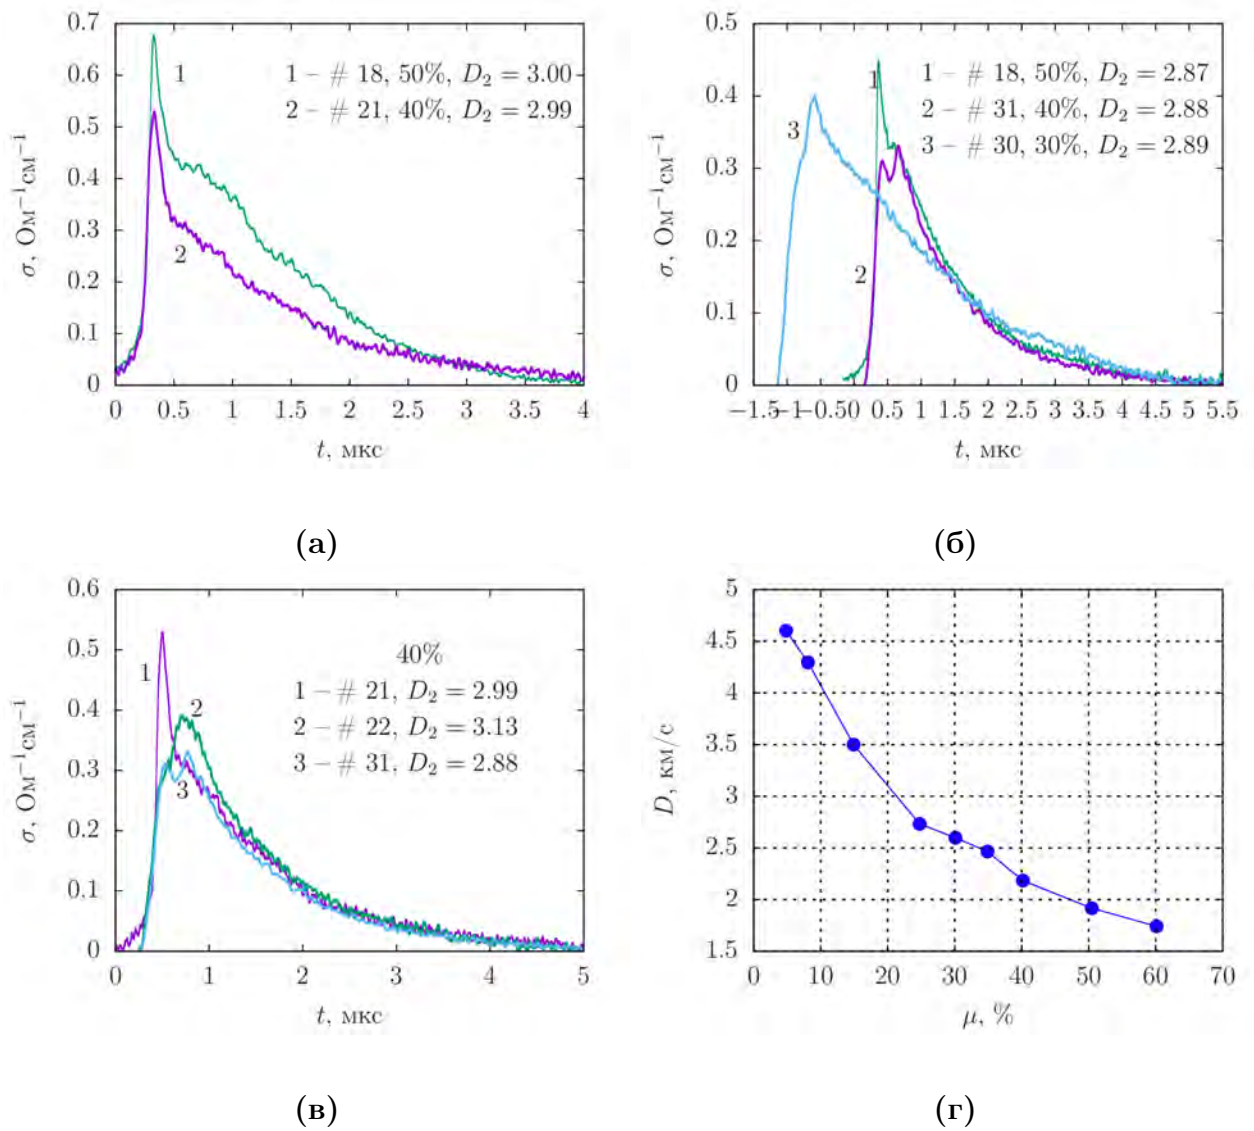 0.7
0.6
0.5
0.4
0.3
0.2
0.1
0
σ, Ом⁻¹см⁻¹
1
2
1 – # 18, 50%, D₂ = 3.00
2 – # 21, 40%, D₂ = 2.99
0 0.5 1 1.5 2 2.5 3 3.5 4
t, мкс
(а)
0.5
0.4
0.3
0.2
0.1
0
σ, Ом⁻¹см⁻¹
1
3
2
1 – # 18, 50%, D₂ = 2.87
2 – # 31, 40%, D₂ = 2.88
3 – # 30, 30%, D₂ = 2.89
−1.5 −1 −0.5 0 0.5 1 1.5 2 2.5 3 3.5 4 4.5 5 5.5
t, мкс
(б)
0.6
0.5
0.4
0.3
0.2
0.1
0
σ, Ом⁻¹см⁻¹
1
2
3
40%
1 – # 21, D₂ = 2.99
2 – # 22, D₂ = 3.13
3 – # 31, D₂ = 2.88
0 1 2 3 4 5
t, мкс
(в)
5
4.5
4
3.5
3
2.5
2
1.5
D, км/с
0 10 20 30 40 50 60 70
μ, %
(г)